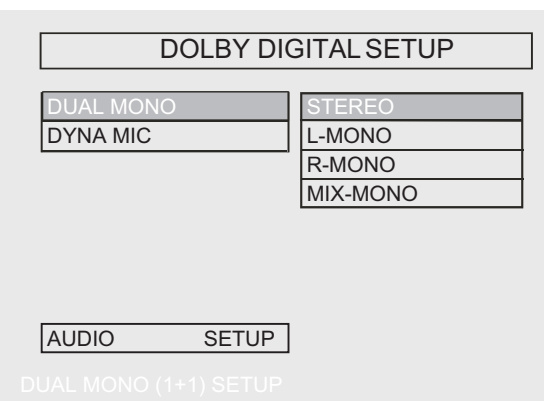 DOLBY DIGITAL SETUP
DUAL MONO
DYNA MIC
STEREO
L-MONO
R-MONO
MIX-MONO
AUDIO SETUP
DUAL MONO (1+1) SETUP